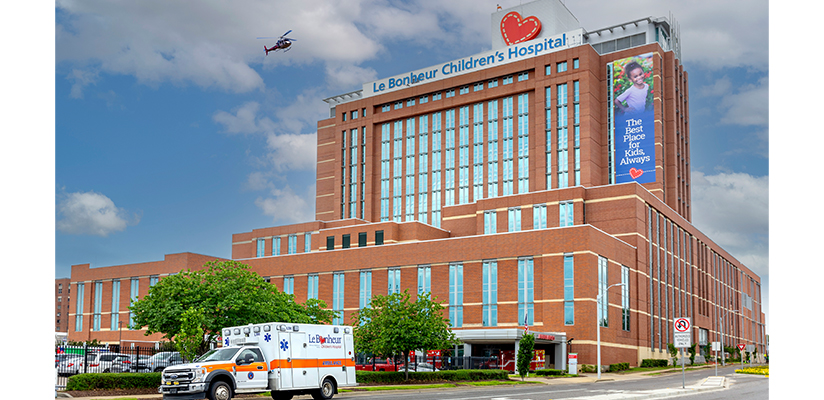 Le Bonheur Children's Hospital
The
Best
Place
for
Kids,
Always
Le Bonheur